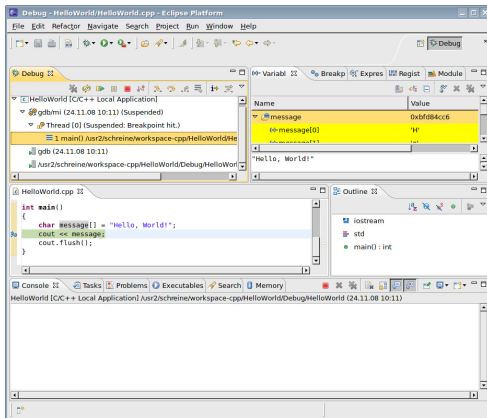 Debug - HelloWorld/HelloWorld.cpp - Eclipse Platform
File Edit Refactor Navigate Search Project Run Window Help
Debug
Debug
HelloWorld [C/C++ Local Application]
gdb/mi (24.11.08 10:11) (Suspended)
Thread [0] (Suspended: Breakpoint hit.)
1 main() /usr2/schreine/workspace-cpp/HelloWorld/He
gdb (24.11.08 10:11)
/usr2/schreine/workspace-cpp/HelloWorld/Debug/HelloWor
Variabl Breakp Expres Regist Module
Name Value
message 0xbfd84cc6
message[0] 'H'
message[1] 'e'
"Hello, World!"
HelloWorld.cpp
int main()
{
char message[] = "Hello, World!";
cout << message;
cout.flush();
}
Outline
iostream
std
main() : int
Console Tasks Problems Executables Search Memory
HelloWorld [C/C++ Local Application] /usr2/schreine/workspace-cpp/HelloWorld/Debug/HelloWorld (24.11.08 10:11)